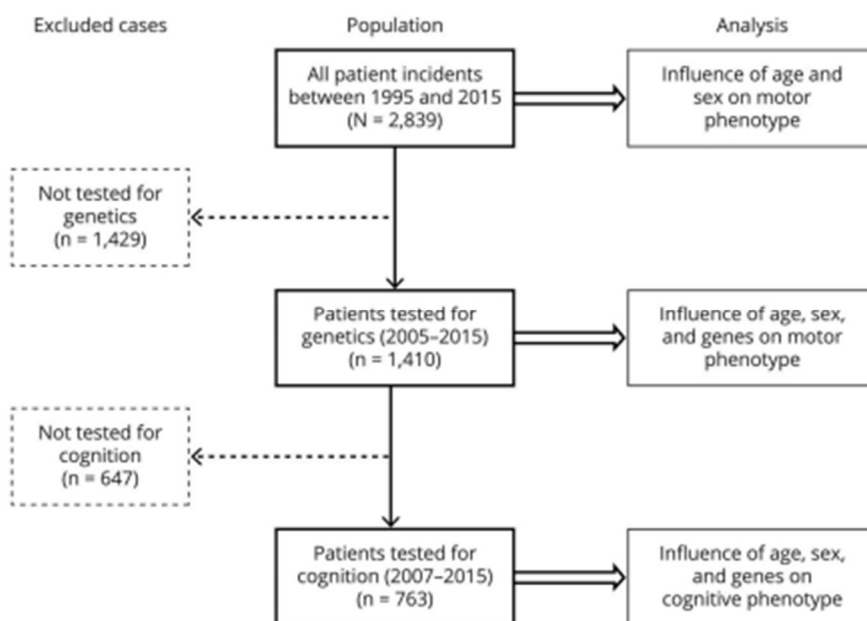 Excluded cases
Population
Analysis
All patient incidents
between 1995 and 2015
(N = 2,839)
Influence of age and
sex on motor
phenotype
Not tested for
genetics
(n = 1,429)
Patients tested for
genetics (2005–2015)
(n = 1,410)
Influence of age, sex,
and genes on motor
phenotype
Not tested for
cognition
(n = 647)
Patients tested for
cognition (2007–2015)
(n = 763)
Influence of age, sex,
and genes on
cognitive phenotype